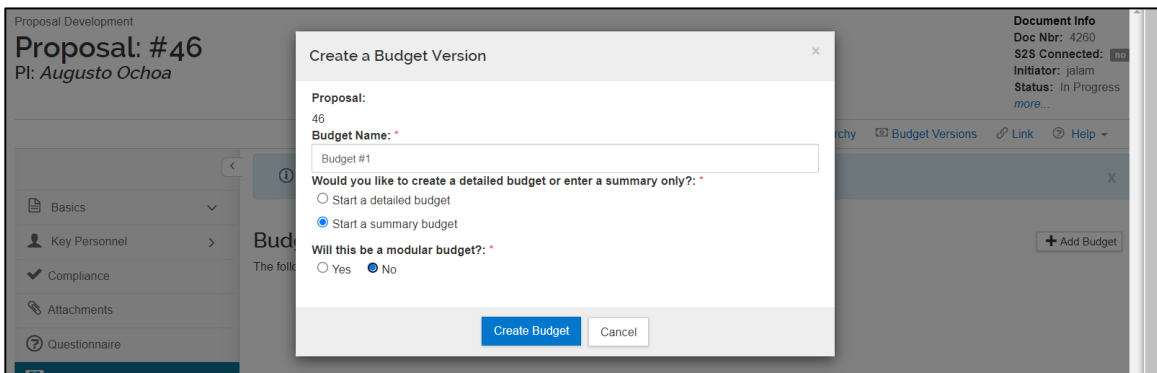 Proposal Development
Proposal: #46
PI: Augusto Ochoa
Document Info
Doc Nbr: 4260
S2S Connected: no
Initiator: jalam
Status: In Progress
more...
rchy Budget Versions Link Help
Create a Budget Version ×
Proposal:
46
Budget Name: *
Budget #1
Would you like to create a detailed budget or enter a summary only?: *
Start a detailed budget
Start a summary budget
Will this be a modular budget?: *
Yes No
Create Budget Cancel
X
Basics
Key Personnel
Compliance
Attachments
Questionnaire
Budg
The follo
+ Add Budget